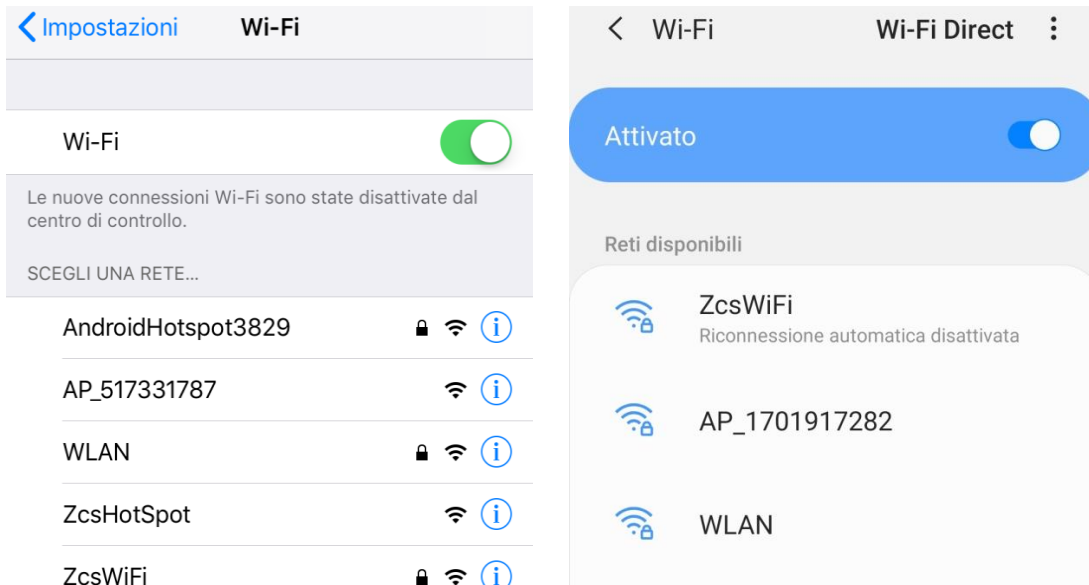 Impostazioni Wi-Fi
Wi-Fi
Le nuove connessioni Wi-Fi sono state disattivate dal
centro di controllo.
SCEGLI UNA RETE...
AndroidHotspot3829
AP_517331787
WLAN
ZcsHotSpot
ZcsWiFi
Wi-Fi Wi-Fi Direct
Attivato
Reti disponibili
ZcsWiFi
Riconnessione automatica disattivata
AP_1701917282
WLAN